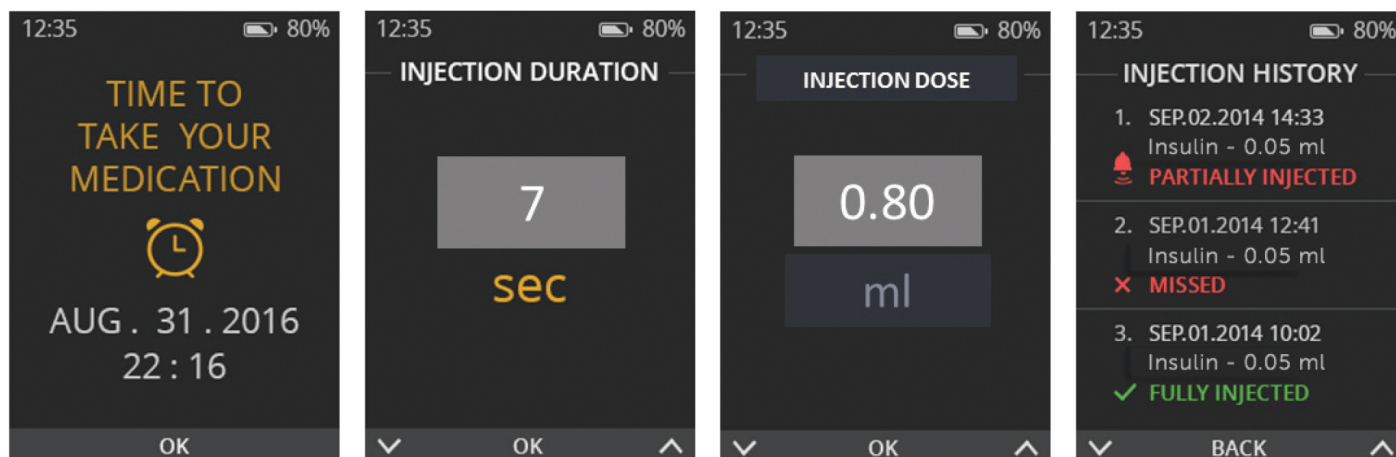 12:35 80%
TIME TO
TAKE YOUR
MEDICATION
AUG . 31 . 2016
22 : 16
OK
12:35 80%
INJECTION DURATION
7
sec
OK
12:35 80%
INJECTION DOSE
0.80
ml
OK
12:35 80%
INJECTION HISTORY
1. SEP.02.2014 14:33
Insulin - 0.05 ml
PARTIALLY INJECTED
2. SEP.01.2014 12:41
Insulin - 0.05 ml
MISSED
3. SEP.01.2014 10:02
Insulin - 0.05 ml
FULLY INJECTED
BACK